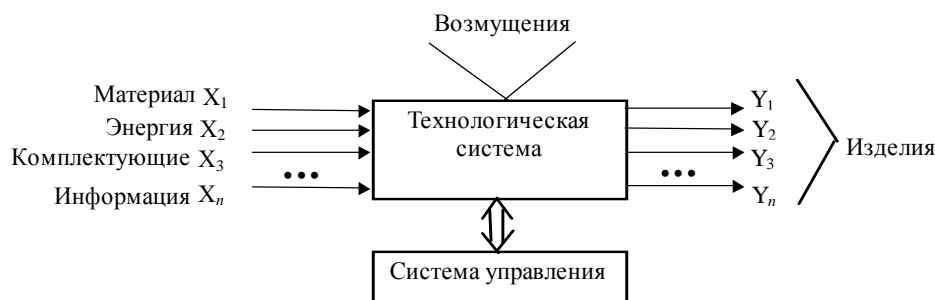 Возмущения
Материал X₁
Энергия X₂
Комплектующие X₃
•••
Информация Xₙ
Технологическая
система
Y₁
Y₂
Y₃
•••
Yₙ
Изделия
Система управления